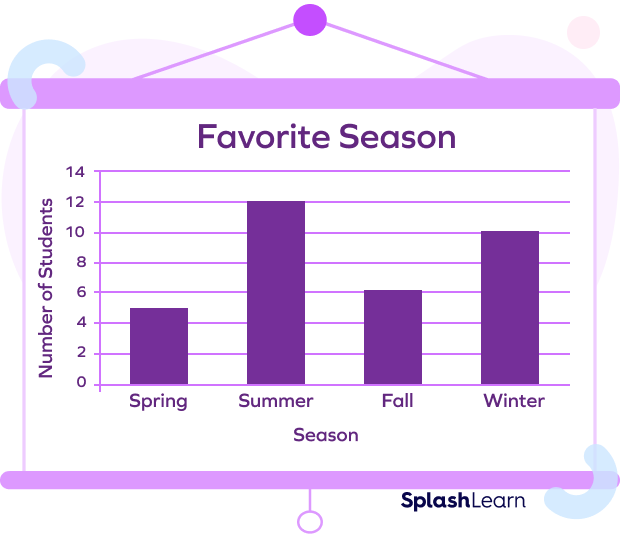 Favorite Season
Number of Students
14
12
10
8
6
4
2
0
Spring Summer Fall Winter
Season
SplashLearn